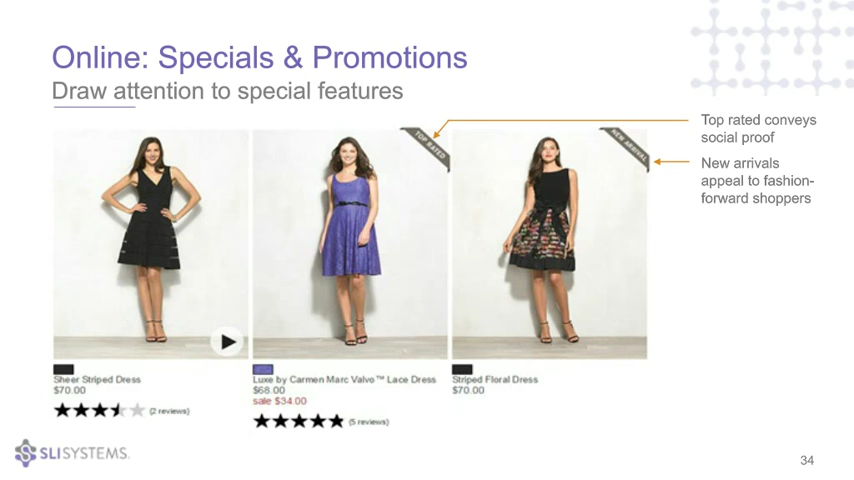 Online: Specials & Promotions
Draw attention to special features
Top rated conveys
social proof
New arrivals
appeal to fashion-
forward shoppers
TOP RATED
NEW ARRIVAL
Sheer Striped Dress
$70.00
(2 reviews)
Luxe by Carmen Marc Valvo™ Lace Dress
$68.00
sale $34.00
(5 reviews)
Striped Floral Dress
$70.00
SLISYSTEMS.
34